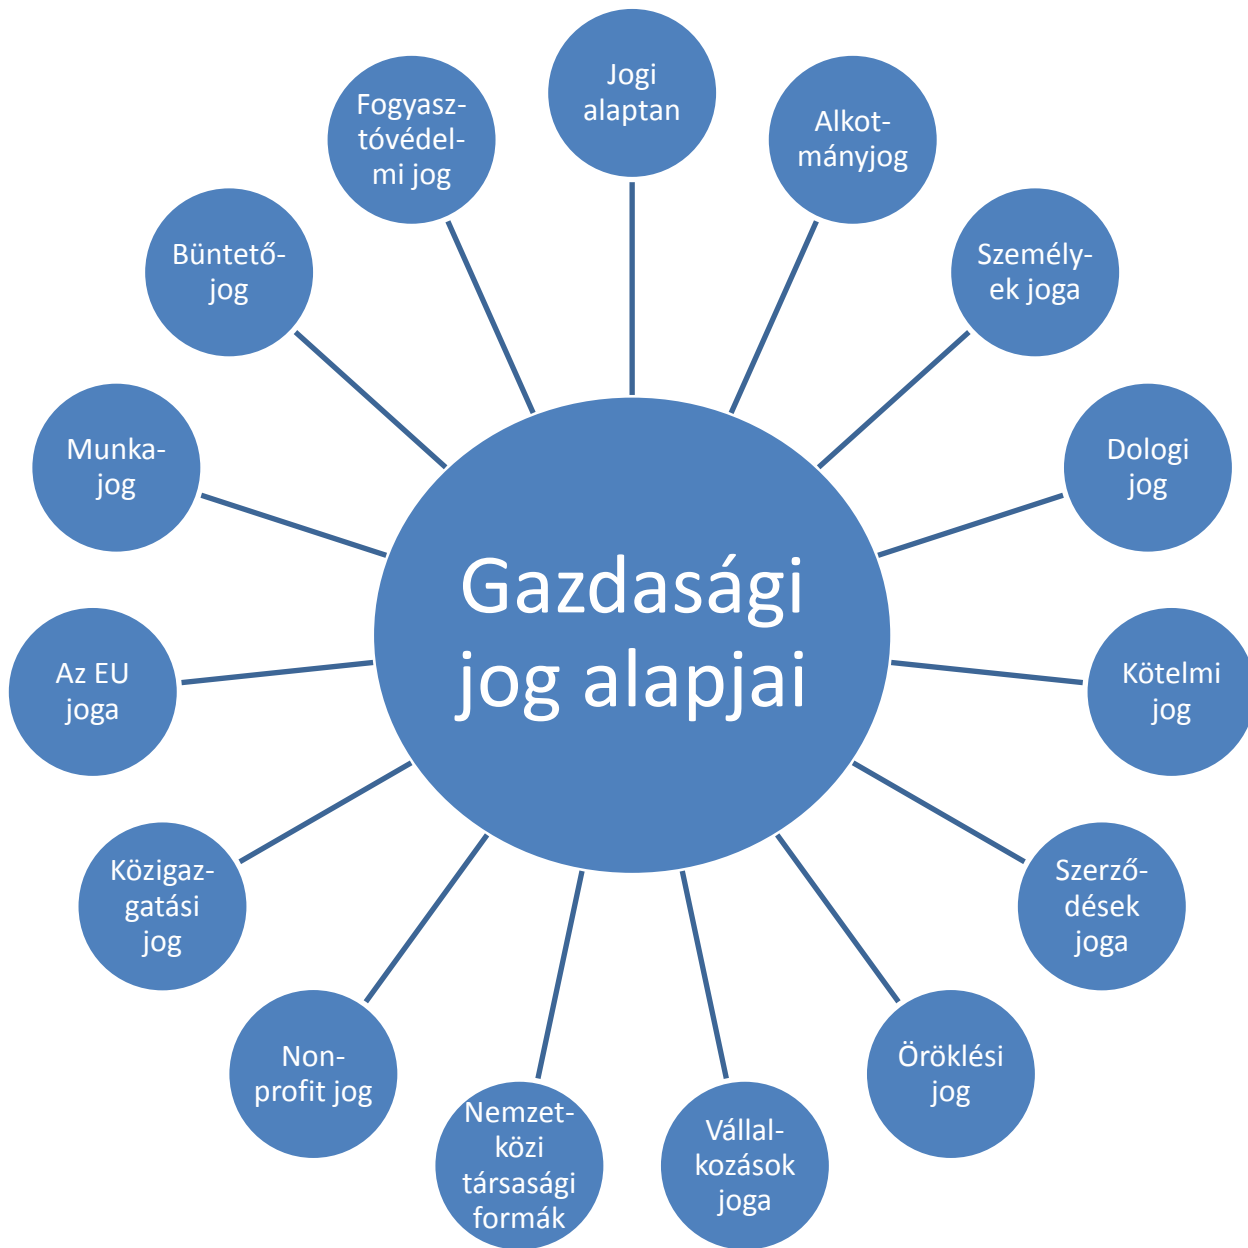 Jogi
alaptan
Alkot-
mányjog
Személy-
ek joga
Dologi
jog
Kötelmi
jog
Szerző-
dések
joga
Öröklési
jog
Vállal-
kozások
joga
Nemzet-
közi
társasági
formák
Non-
profit jog
Közigaz-
gatási
jog
Az EU
joga
Munka-
jog
Büntető-
jog
Fogyasz-
tóvédel-
mi jog
Gazdasági
jog alapjai